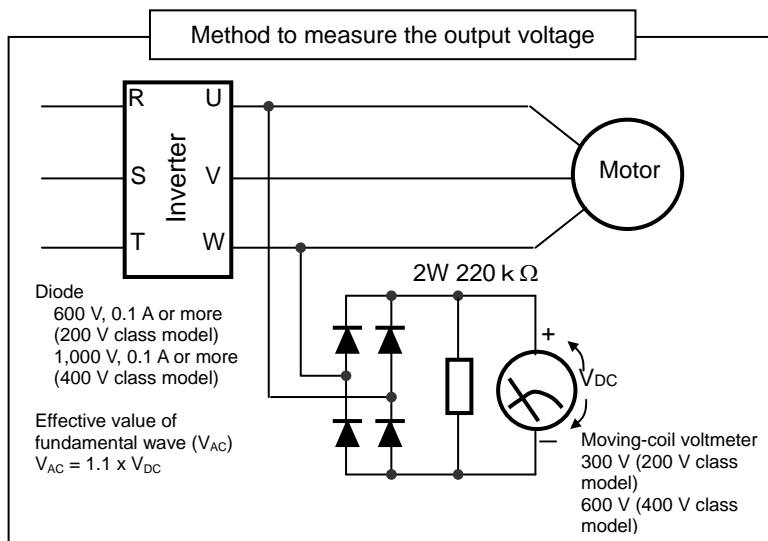 Method to measure the output voltage
R
U
S
V
T
W
Inverter
Motor
2W 220 k Ω
Diode
600 V, 0.1 A or more
(200 V class model)
1,000 V, 0.1 A or more
(400 V class model)
Effective value of
fundamental wave (VAC)
VAC = 1.1 x VDC
+
VDC
–
Moving-coil voltmeter
300 V (200 V class
model)
600 V (400 V class
model)